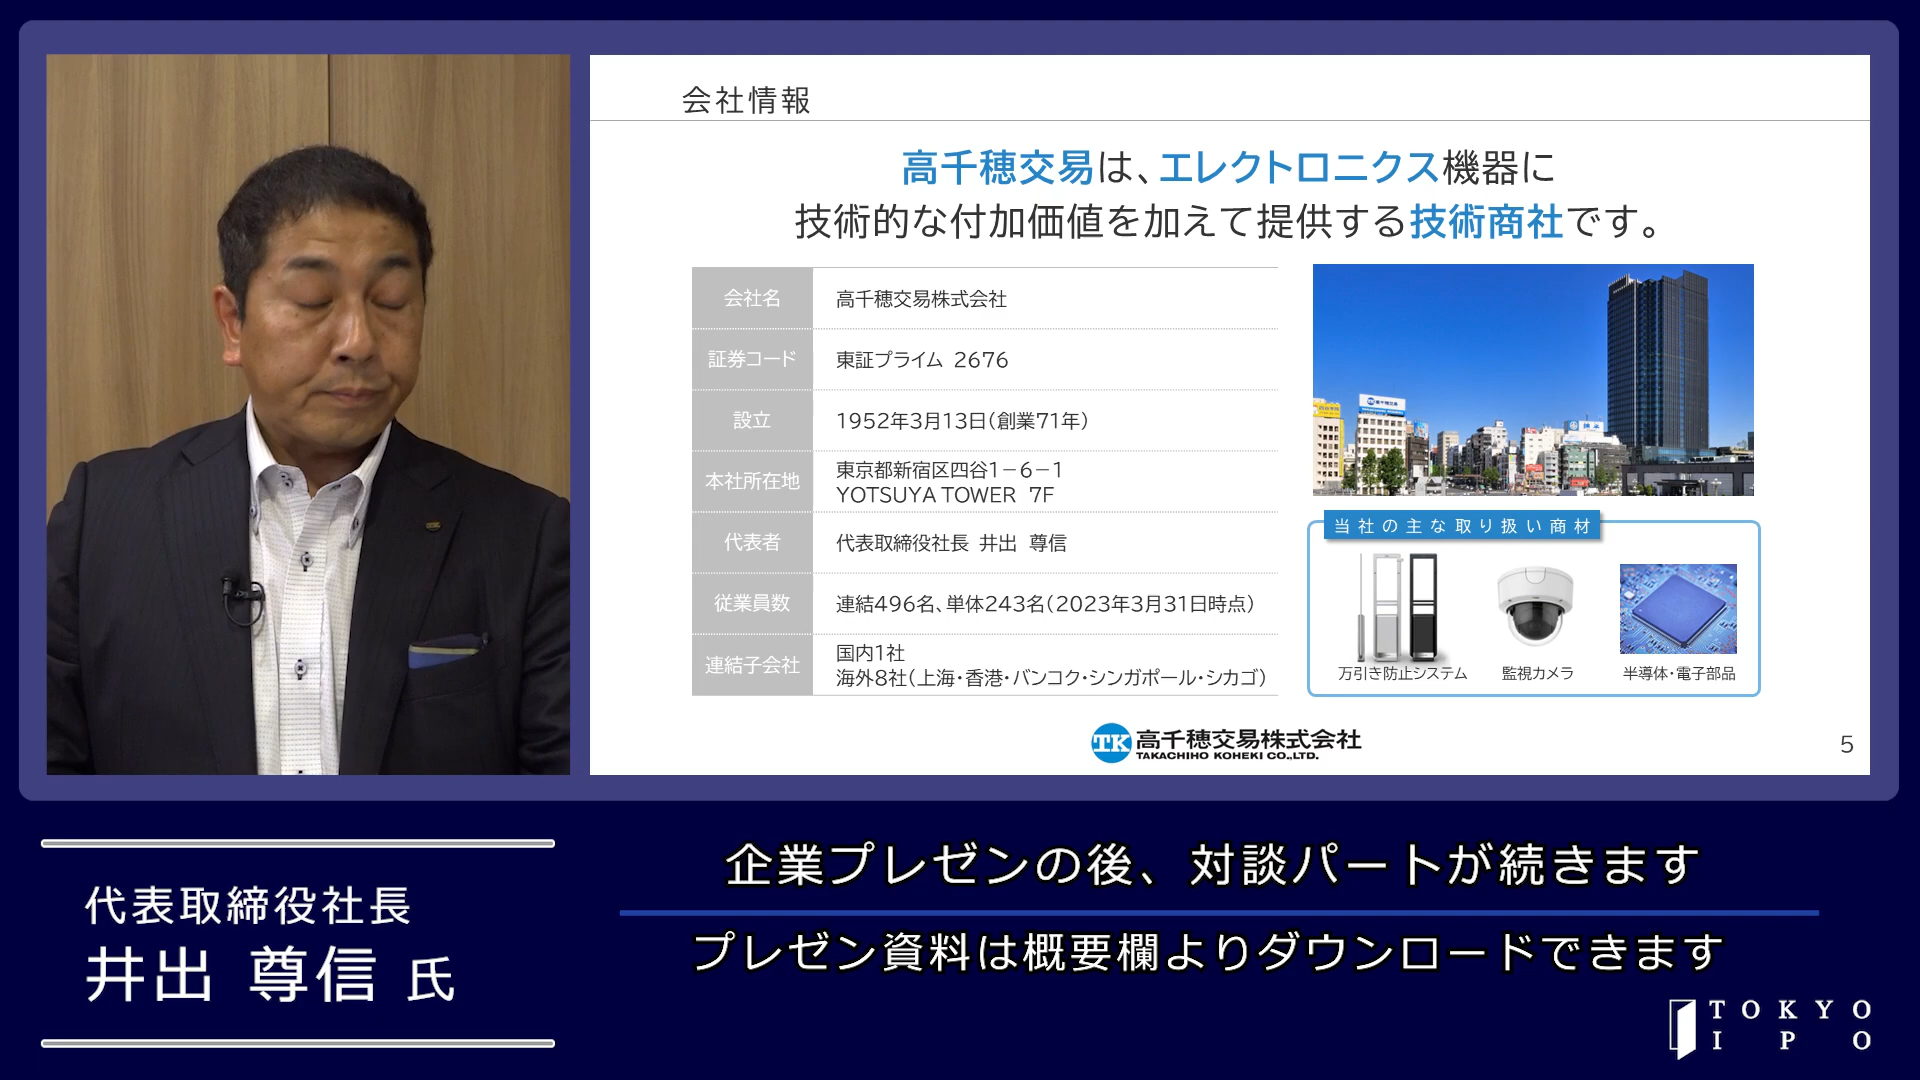 会社情報
高千穂交易は、エレクトロニクス機器に
技術的な付加価値を加えて提供する技術商社です。
会社名 高千穂交易株式会社
証券コード 東証プライム 2676
設立 1952年3月13日(創業71年)
本社所在地 東京都新宿区四谷1－6－1
YOTSUYA TOWER 7F
代表者 代表取締役社長 井出 尊信
従業員数 連結496名、単体243名(2023年3月31日時点)
連結子会社 国内1社
海外8社(上海・香港・バンコク・シンガポール・シカゴ)
高千穂交易
当社の主な取り扱い商材
万引き防止システム 監視カメラ 半導体・電子部品
TK 高千穂交易株式会社
TAKACHIHO KOHEKI CO.,LTD.
5
代表取締役社長
井出 尊信 氏
企業プレゼンの後、対談パートが続きます
プレゼン資料は概要欄よりダウンロードできます
TOKYO
IPO